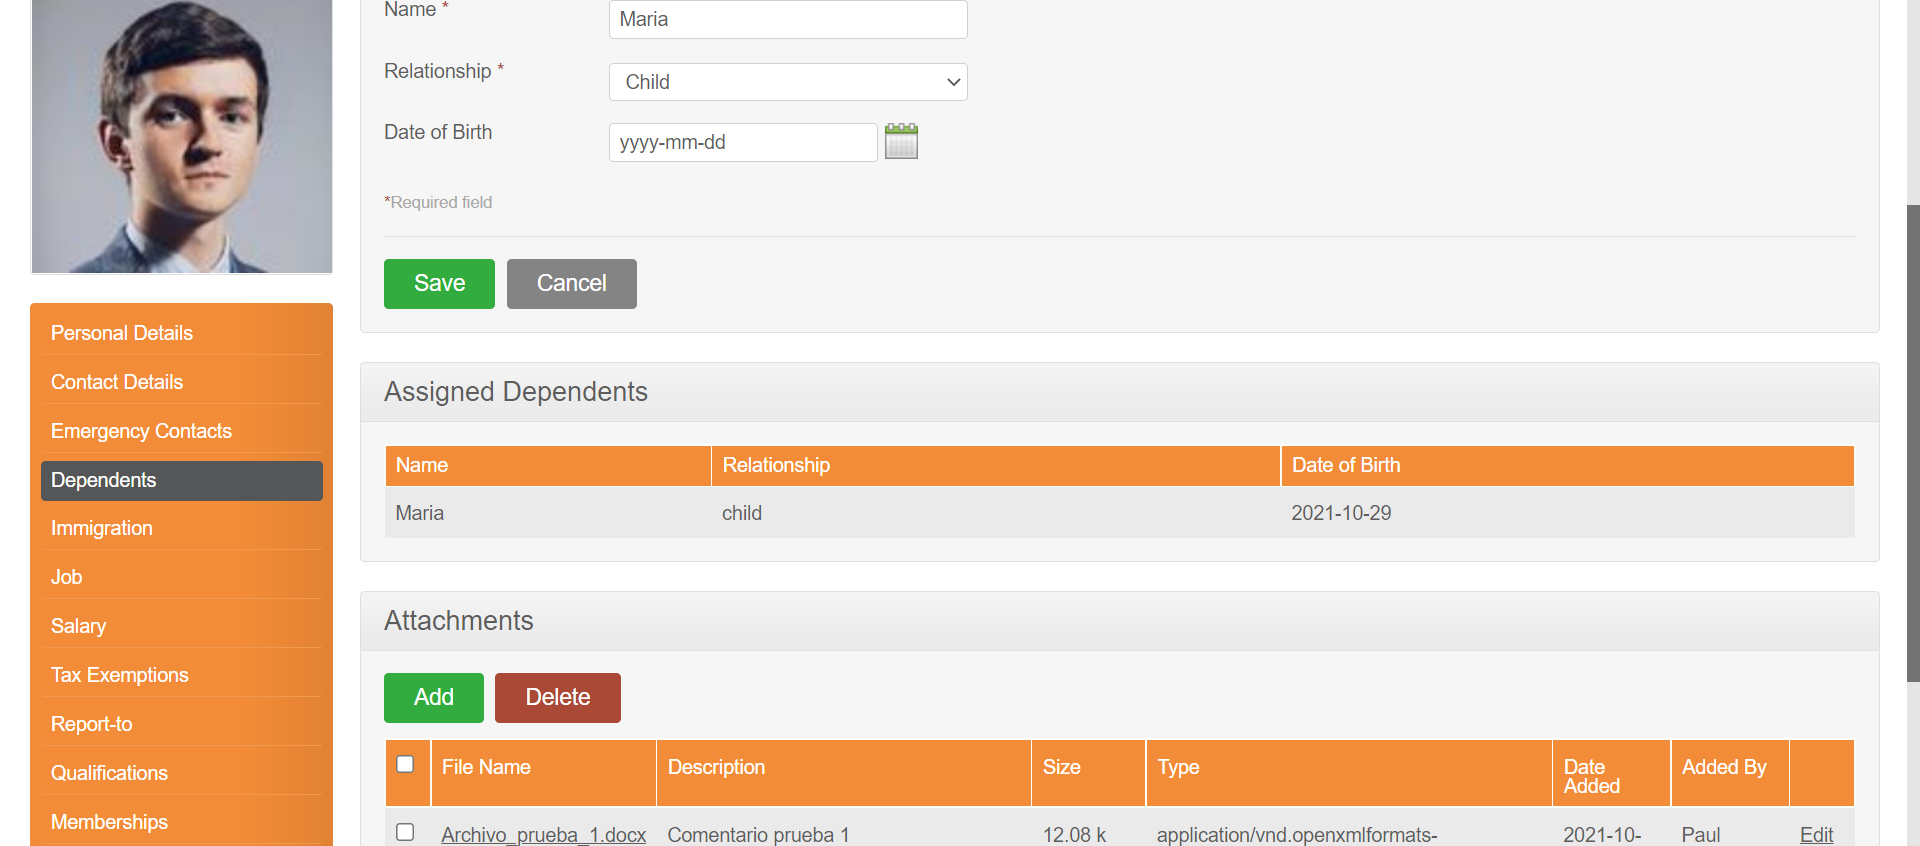 Name *
Maria
Relationship *
Child
Date of Birth
yyyy-mm-dd
*Required field
Save
Cancel
Personal Details
Contact Details
Emergency Contacts
Dependents
Immigration
Job
Salary
Tax Exemptions
Report-to
Qualifications
Memberships
Assigned Dependents
Name Relationship Date of Birth
Maria child 2021-10-29
Attachments
Add
Delete
File Name Description Size Type Date Added Added By
Archivo_prueba_1.docx Comentario prueba 1 12.08 k application/vnd.openxmlformats- 2021-10- Paul Edit